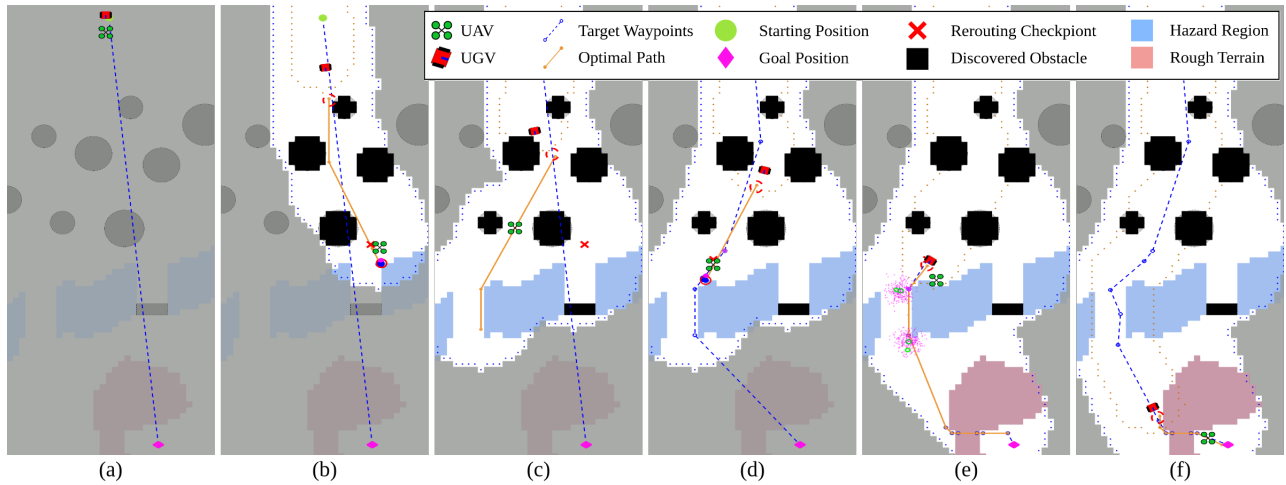 UAV Target Waypoints Starting Position Rerouting Checkpiont Hazard Region
UGV Optimal Path Goal Position Discovered Obstacle Rough Terrain
(a) (b) (c) (d) (e) (f)